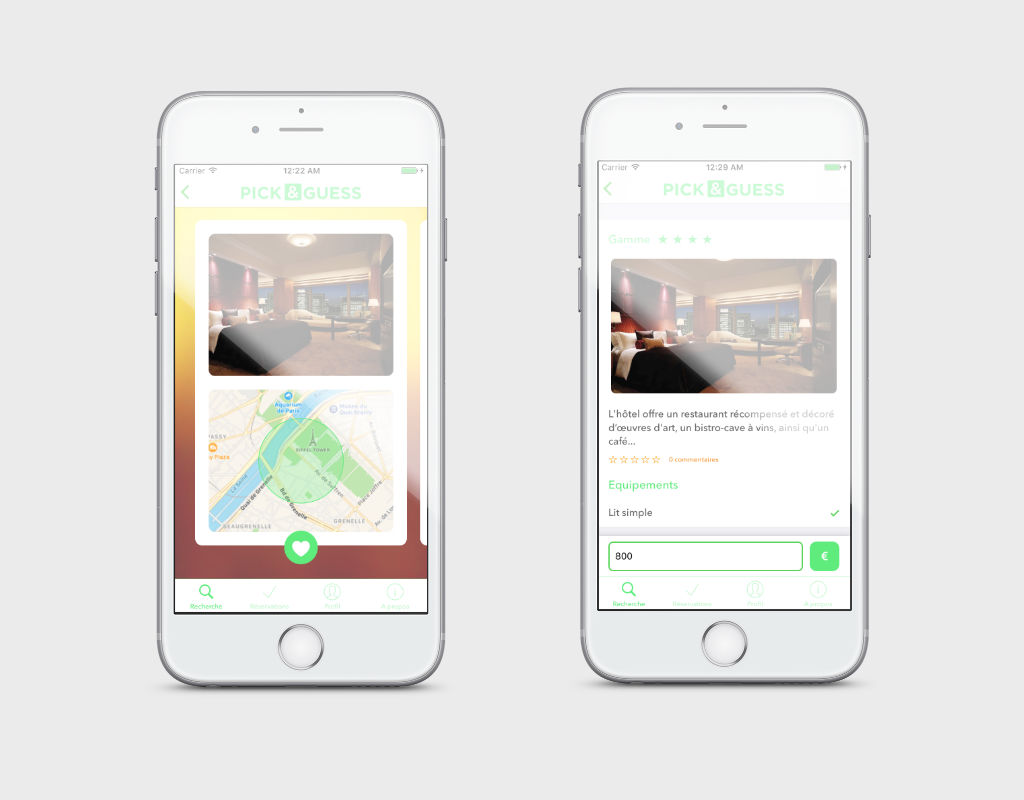 Carrier 12:22 AM
PICK & GUESS
Aquarium
de Paris
Musée du
Quai Branly
PASSY
y Plaza
EIFFEL TOWER
La Seine
Quai de Grenelle
Bd de Grenelle
Av. de Suffren
Place Joffre
BEAUGRENELLE
GRENELLE
Recherche Réservations Profil A propos
Carrier 12:29 AM
PICK & GUESS
Gamme ★ ★ ★ ★
L'hôtel offre un restaurant récompensé et décoré
d'œuvres d'art, un bistro-cave à vins, ainsi qu'un
café...
☆☆☆☆☆ 0 commentaires
Equipements
Lit simple
800 €
Recherche Réservations Profil A propos